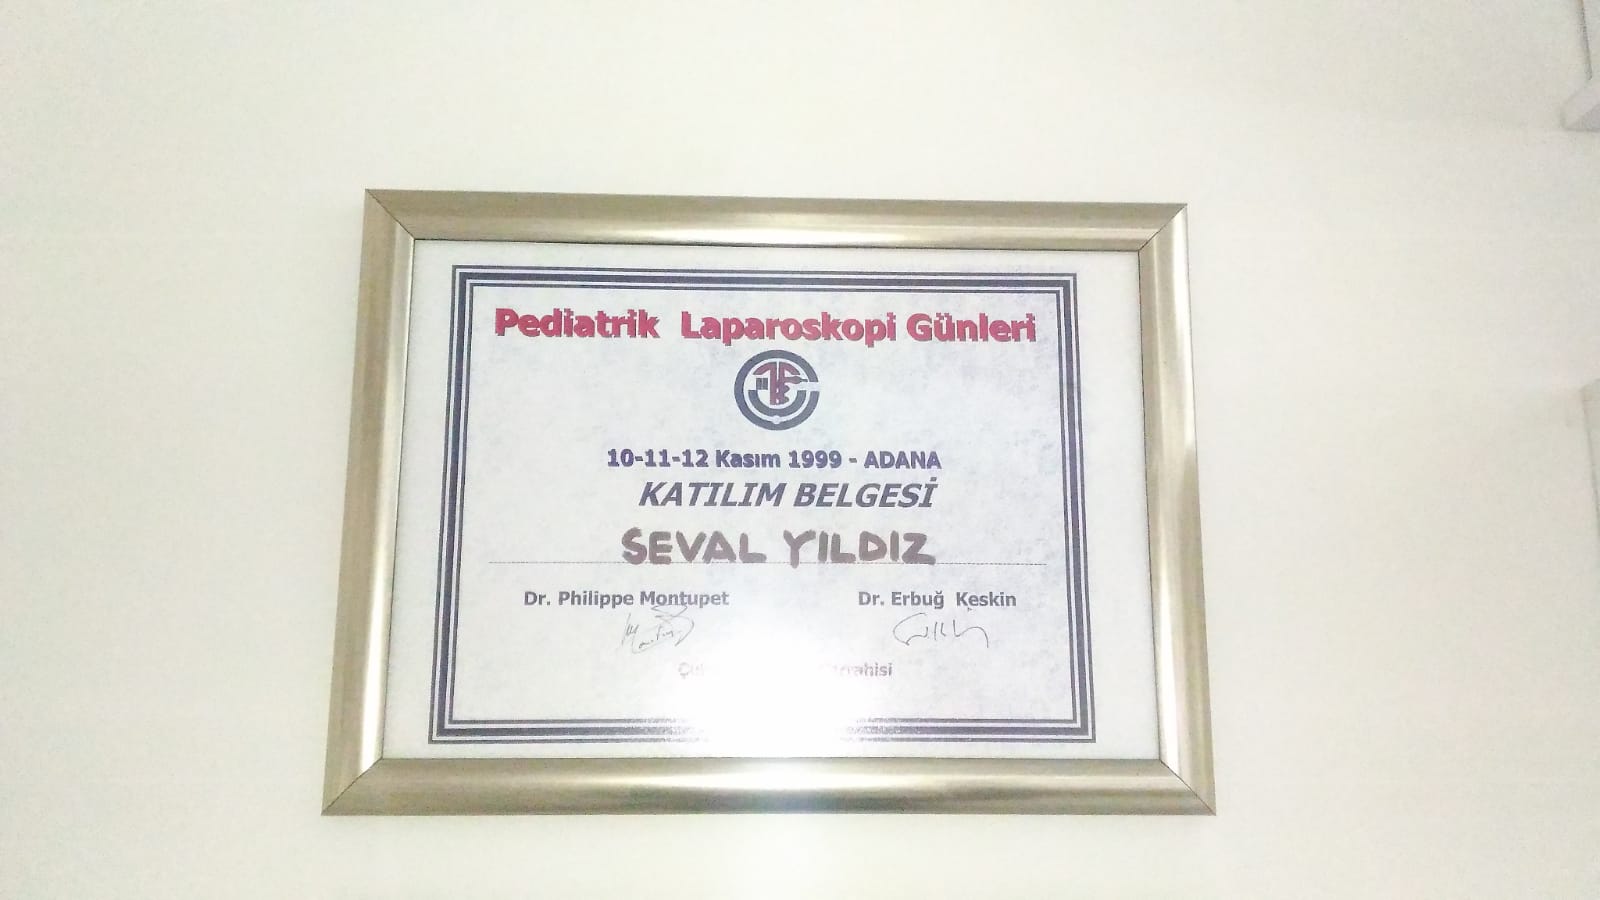 Pediatrik Laparoskopi Günleri
10-11-12 Kasım 1999 - ADANA
KATILIM BELGESİ
SEVAL YILDIZ
Dr. Philippe Montupet Dr. Erbuğ Keskin